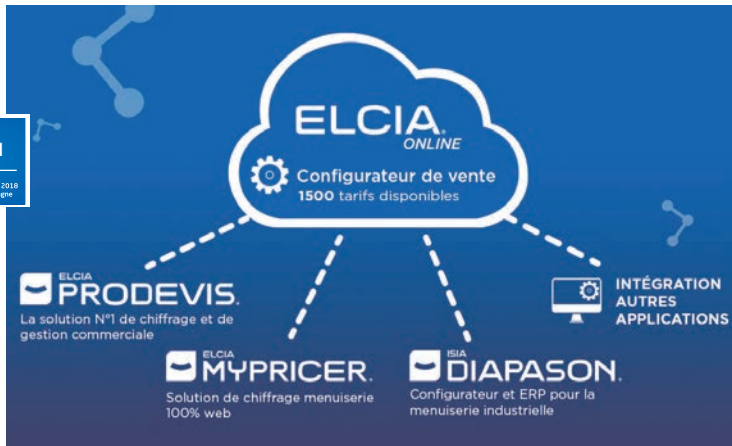 ELCIA.
ONLINE
Configurateur de vente
1500 tarifs disponibles
2018
ELCIA
PRODEVIS.
La solution N°1 de chiffrage et de
gestion commerciale
INTÉGRATION
AUTRES
APPLICATIONS
ELCIA
MYPRICER.
Solution de chiffrage menuiserie
100% web
ISIA
DIAPASON.
Configurateur et ERP pour la
menuiserie industrielle